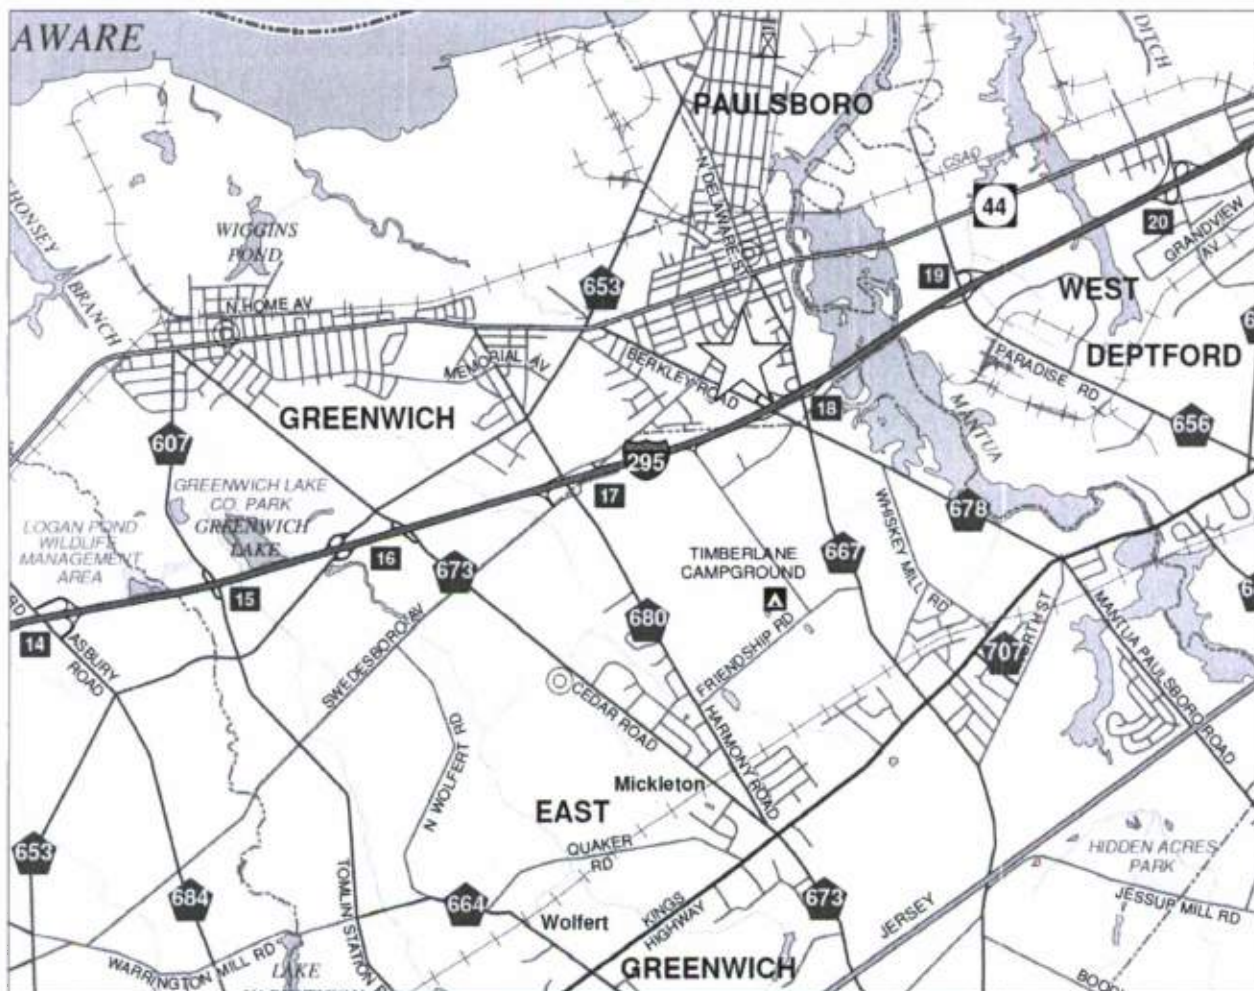 AWARE
DITCH
PAULSBORO
N DELAWARE ST
RD
CSAO
44
20
GRANDVIEW
AV
HONSEY
BRANCH
WIGGINS
POND
N HOME AV
653
19
WEST
DEPTFORD
MEMORIAL AV
BERKLEY ROAD
PARADISE RD
GREENWICH
18
MANTUA
656
607
295
17
GREENWICH LAKE
CO. PARK
GREENWICH
LAKE
LOGAN POND
WILDLIFE
MANAGEMENT
AREA
WHISKEY MILL RD
678
16
673
TIMBERLANE
CAMPGROUND
667
15
RD
14
ASBURY
ROAD
SWEDESBORO AV
680
FRIENDSHIP RD
707
MANTUA PAULSBORO ROAD
CEDAR ROAD
HARMONY ROAD
N WOLFERT RD
Mickleton
EAST
QUAKER
RD
653
684
TOMLIN STATION
664
Wolfert
KINGS
HIGHWAY
673
JERSEY
HIDDEN ACRES
PARK
JESSUP MILL RD
WARRINGTON MILL RD
LAKE
GREENWICH